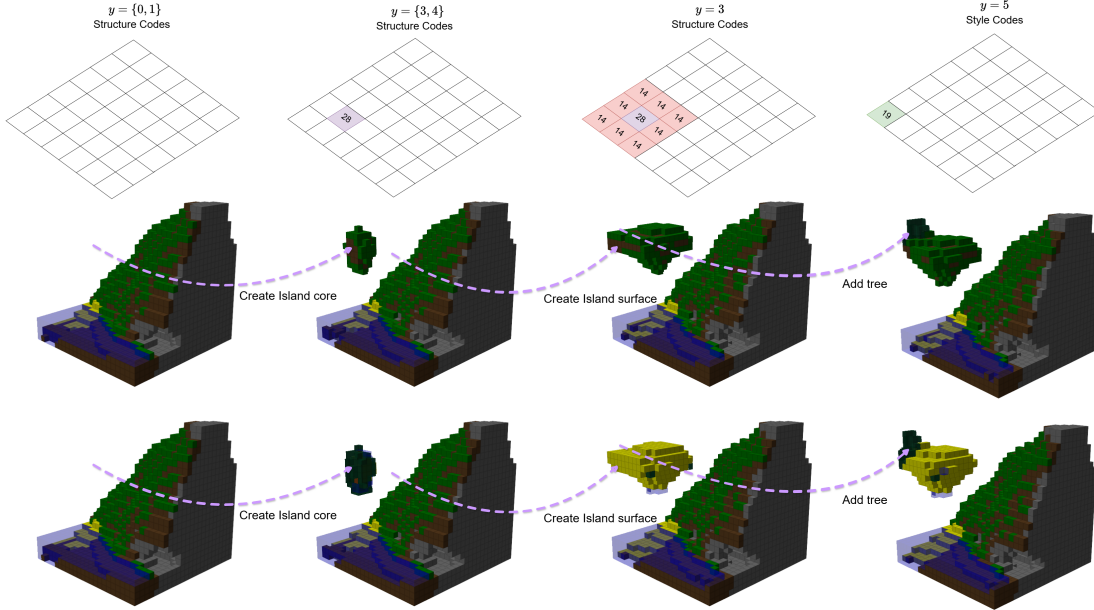 y = {0, 1}
Structure Codes
y = {3, 4}
Structure Codes
y = 3
Structure Codes
y = 5
Style Codes
28
14
14
14
14
28
14
14
14
14
19
Create Island core
Create Island surface
Add tree
Create Island core
Create Island surface
Add tree